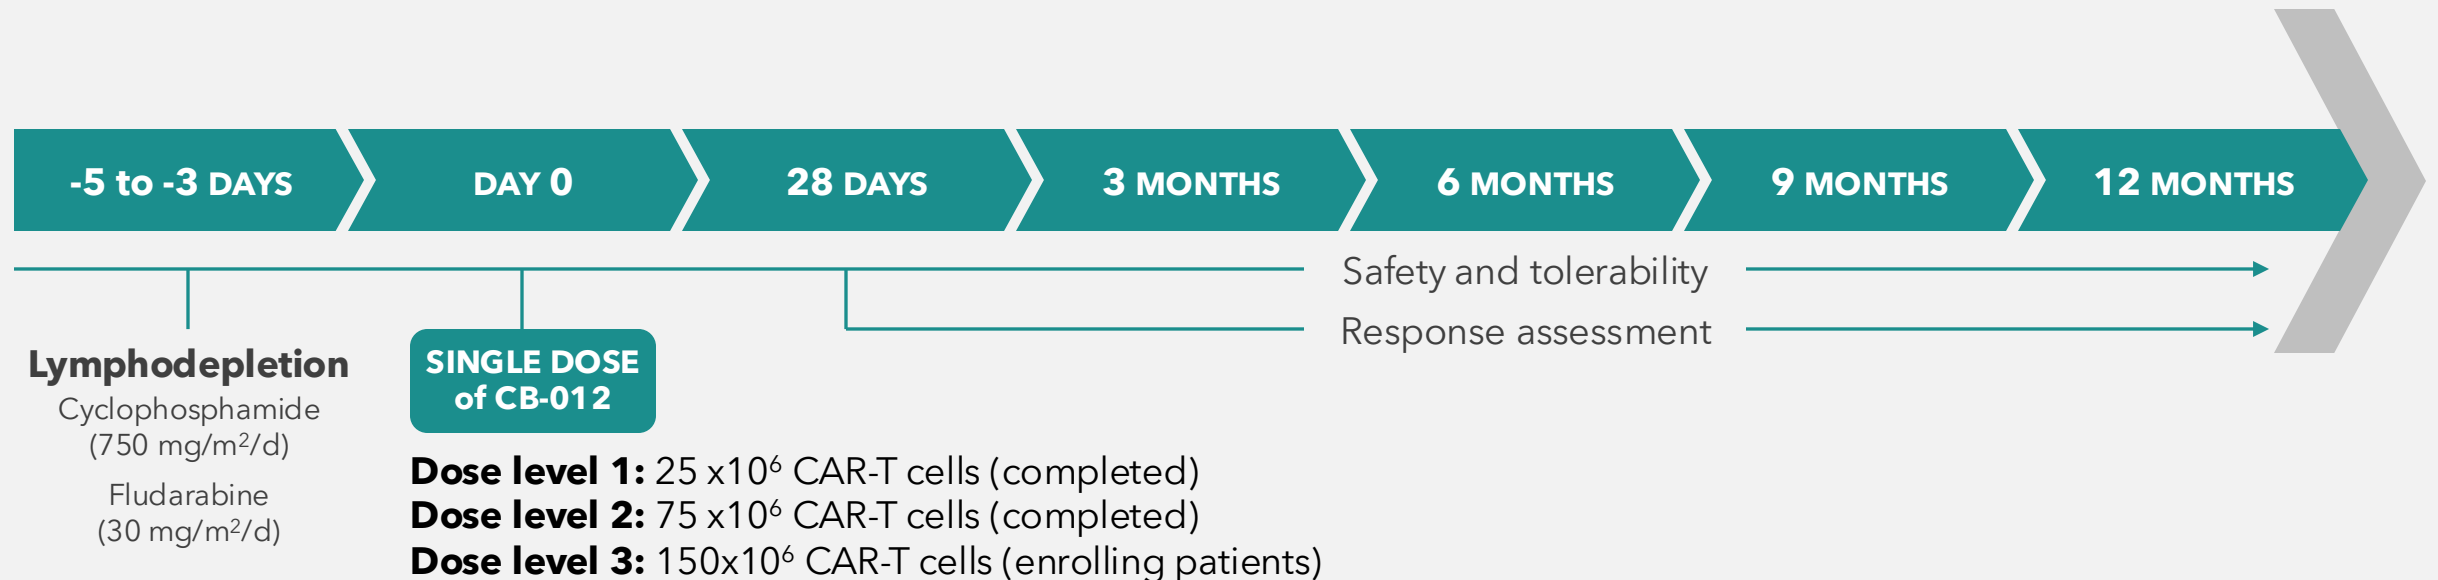 -5 to -3 DAYS
DAY 0
28 DAYS
3 MONTHS
6 MONTHS
9 MONTHS
12 MONTHS
Safety and tolerability
Response assessment
Lymphodepletion
Cyclophosphamide
(750 mg/m²/d)
Fludarabine
(30 mg/m²/d)
SINGLE DOSE
of CB-012
Dose level 1: 25 x10⁶ CAR-T cells (completed)
Dose level 2: 75 x10⁶ CAR-T cells (completed)
Dose level 3: 150x10⁶ CAR-T cells (enrolling patients)